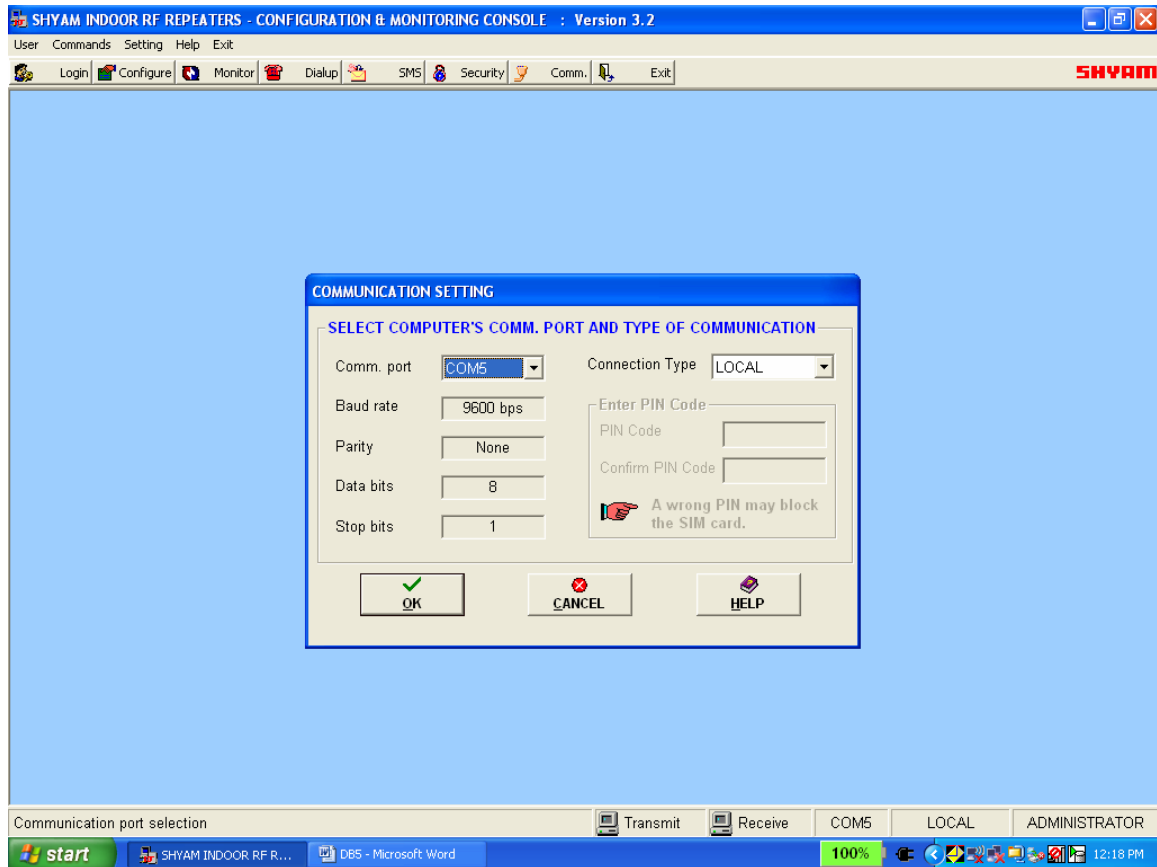 SHYAM INDOOR RF REPEATERS - CONFIGURATION & MONITORING CONSOLE : Version 3.2
User Commands Setting Help Exit
Login Configure Monitor Dialup SMS Security Comm. Exit SHYAM
COMMUNICATION SETTING
SELECT COMPUTER'S COMM. PORT AND TYPE OF COMMUNICATION
Comm. port COM5 Connection Type LOCAL
Baud rate 9600 bps Enter PIN Code
Parity None PIN Code
Data bits 8 Confirm PIN Code
Stop bits 1 A wrong PIN may block
the SIM card.
OK CANCEL HELP
Communication port selection Transmit Receive COM5 LOCAL ADMINISTRATOR
start SHYAM INDOOR RF R... DB5 - Microsoft Word 100% 12:18 PM